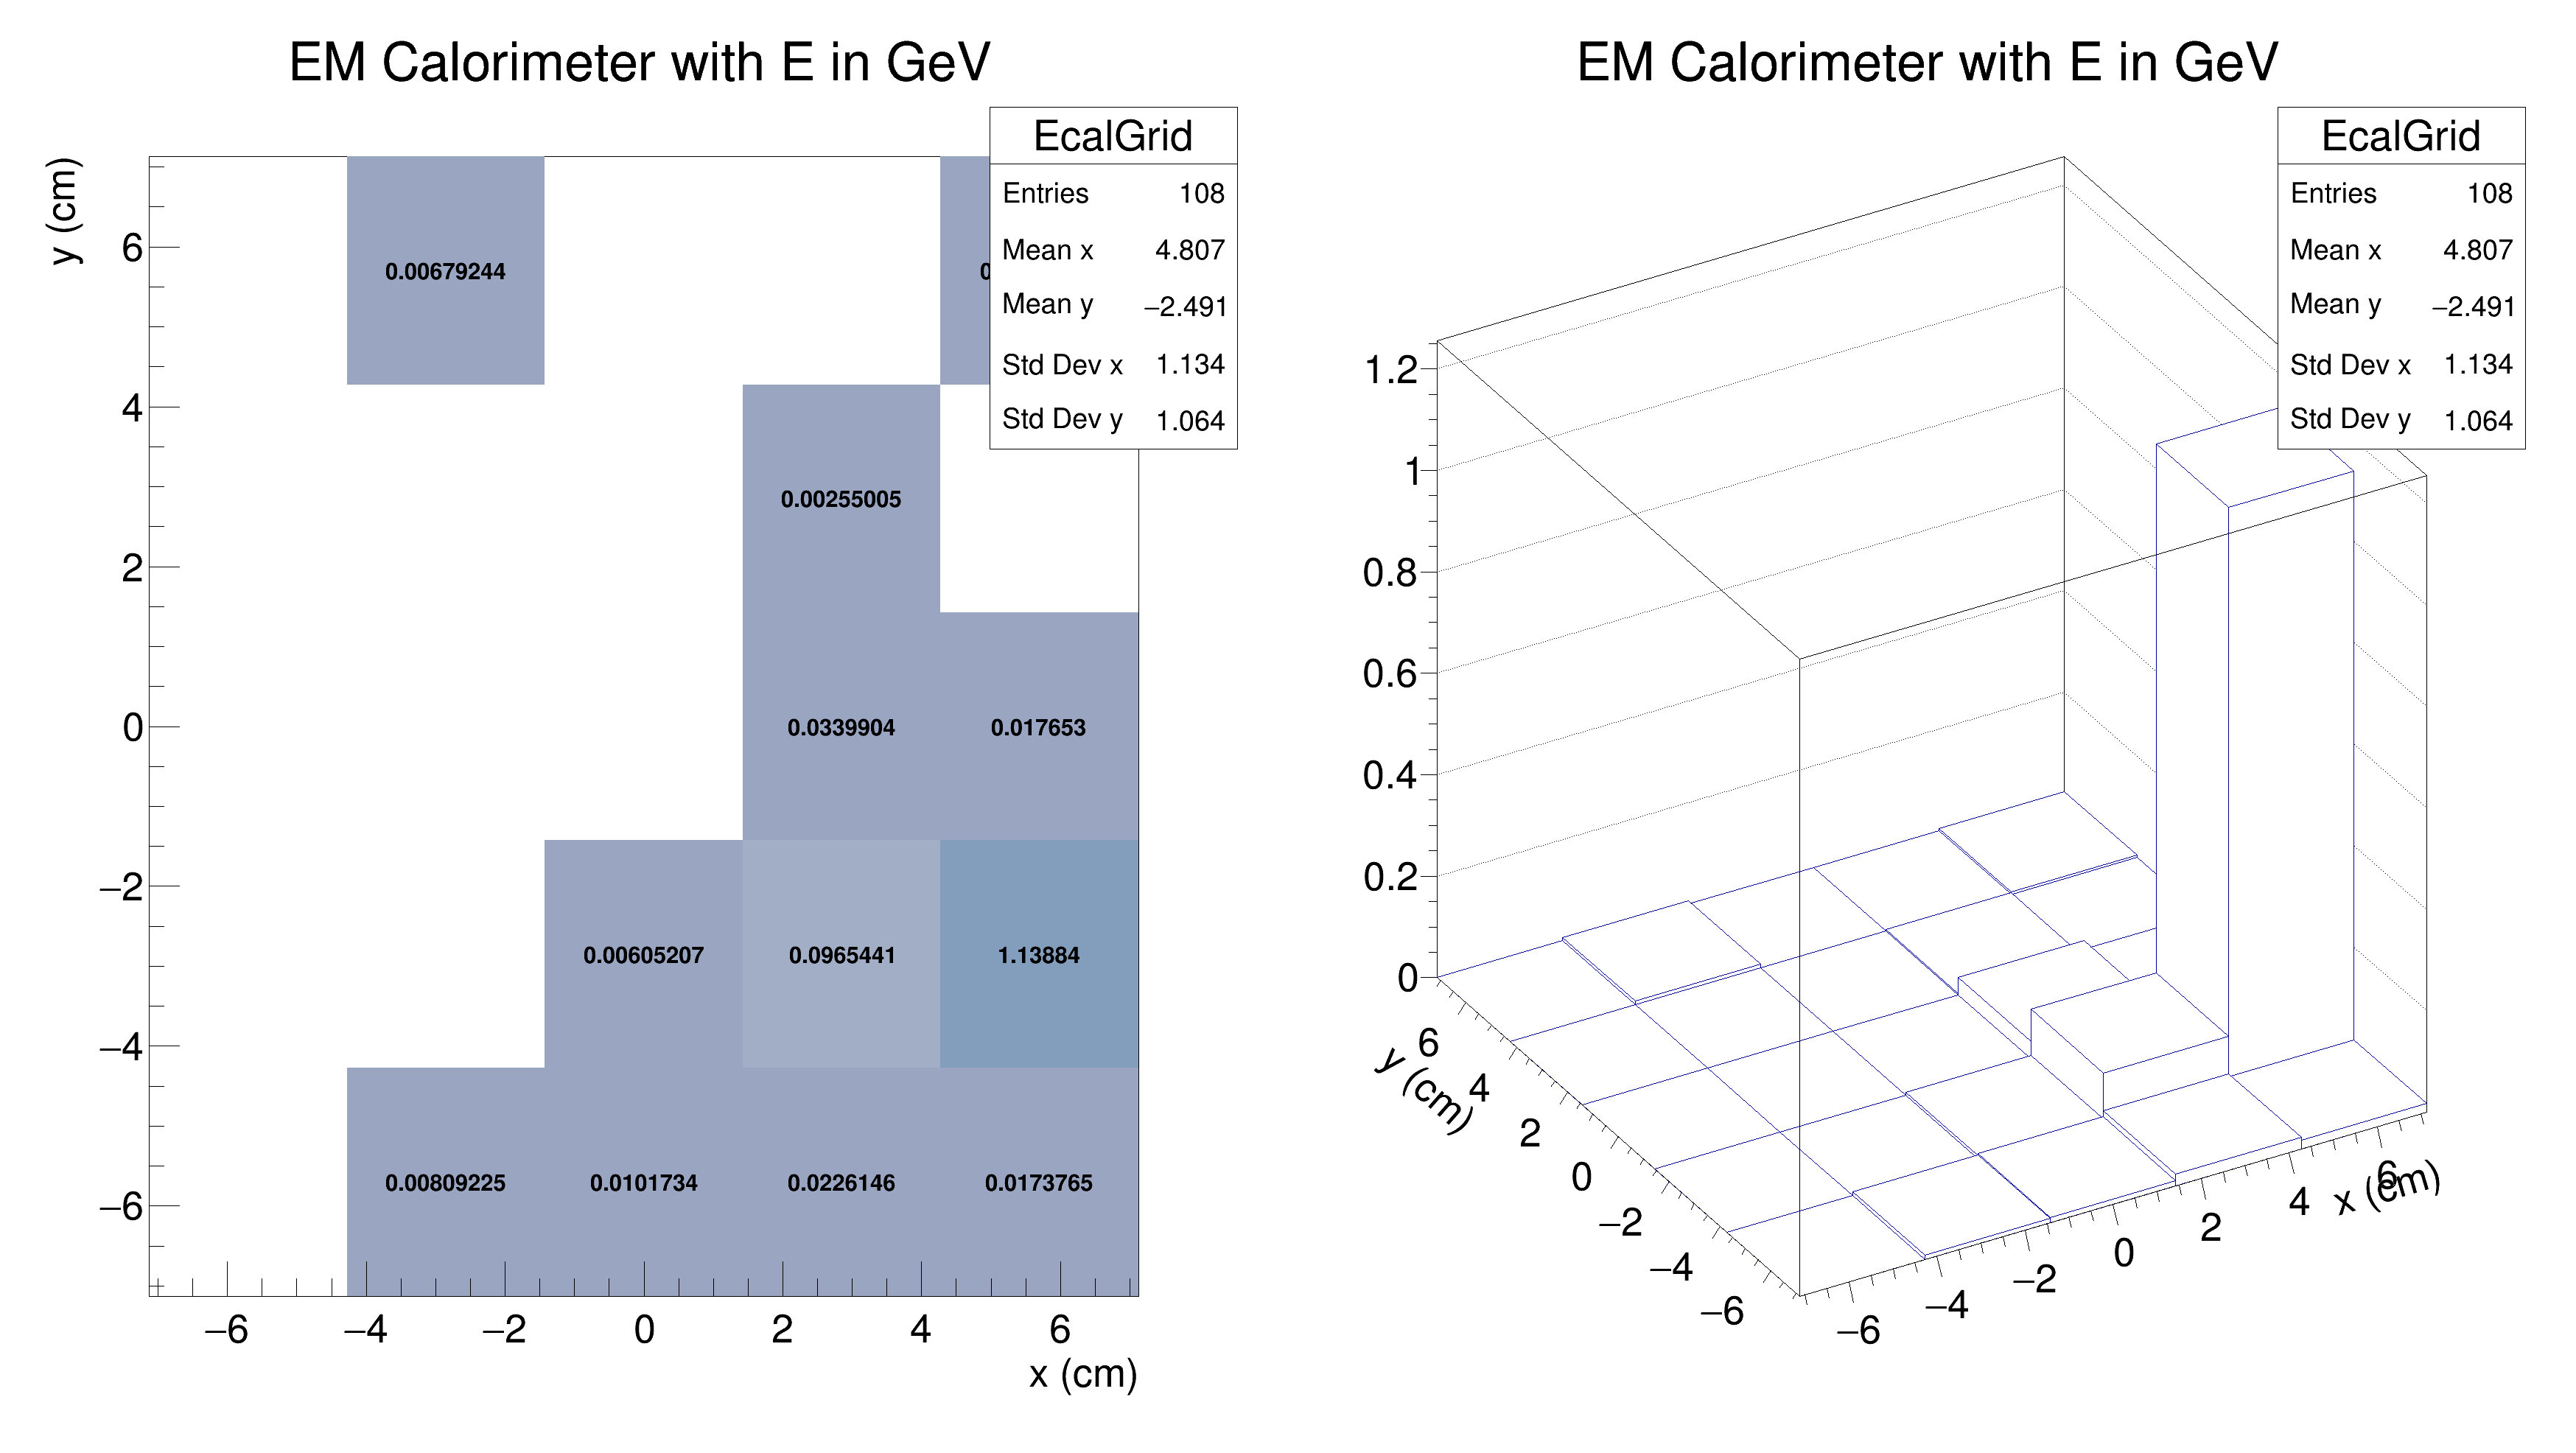 EM Calorimeter with E in GeV
EcalGrid
Entries 108
Mean x 4.807
Mean y −2.491
Std Dev x 1.134
Std Dev y 1.064
y (cm)
6
4
2
0
−2
−4
−6
0.00679244
0.00255005
0.0339904 0.017653
0.00605207 0.0965441 1.13884
0.00809225 0.0101734 0.0226146 0.0173765
−6 −4 −2 0 2 4 6
x (cm)
EM Calorimeter with E in GeV
EcalGrid
Entries 108
Mean x 4.807
Mean y −2.491
Std Dev x 1.134
Std Dev y 1.064
1.2
1
0.8
0.6
0.4
0.2
0
6
4
2
0
−2
−4
−6
y (cm)
−6
−4
−2
0
2
4
6
x (cm)